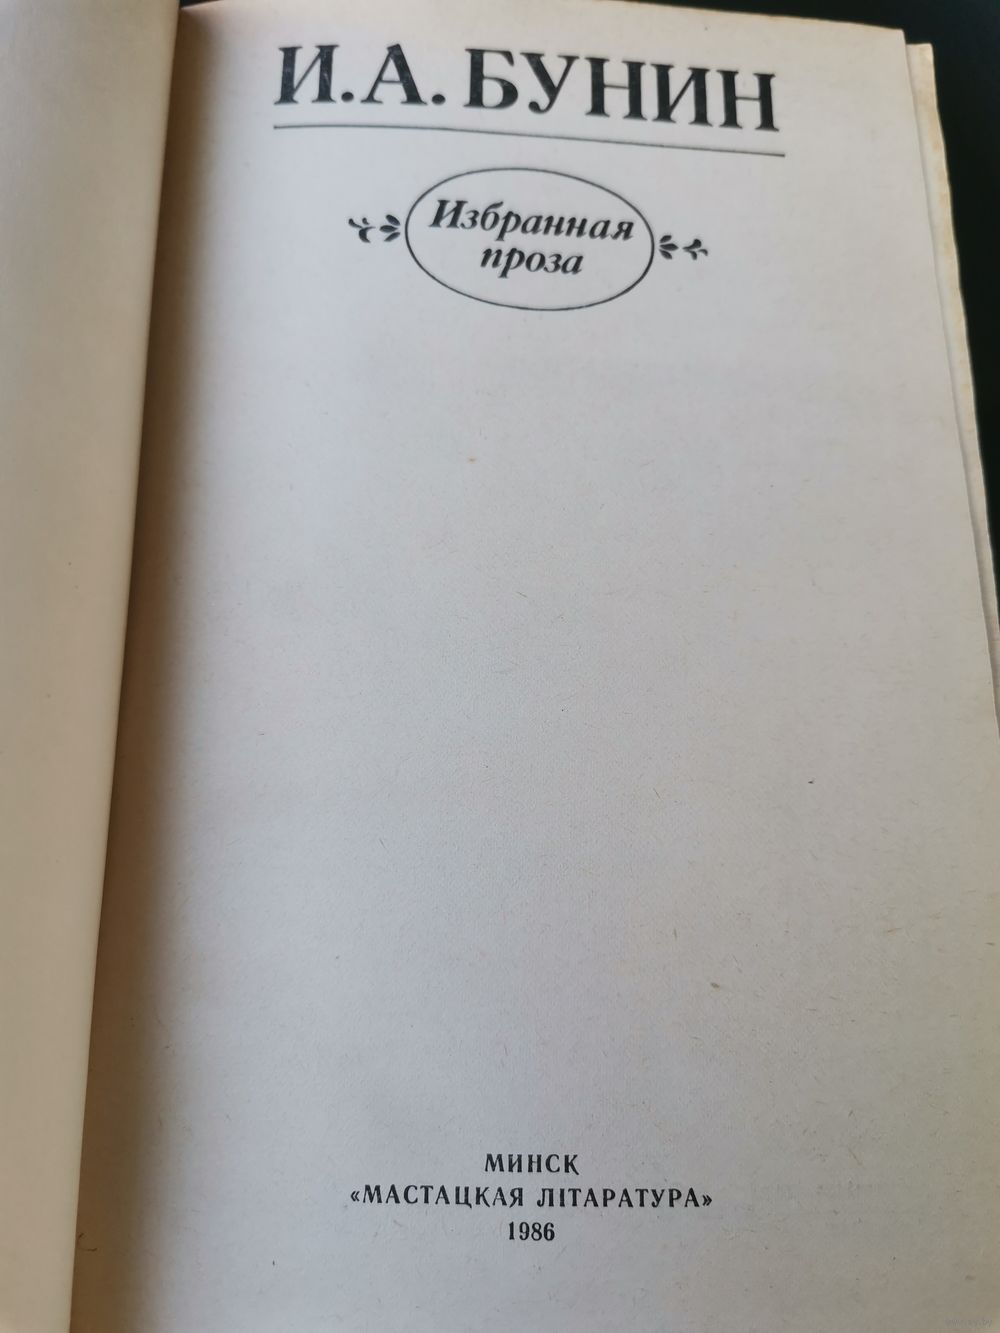 И.А. БУНИН
Избранная
проза
МИНСК
«МАСТАЦКАЯ ЛІТАРАТУРА»
1986